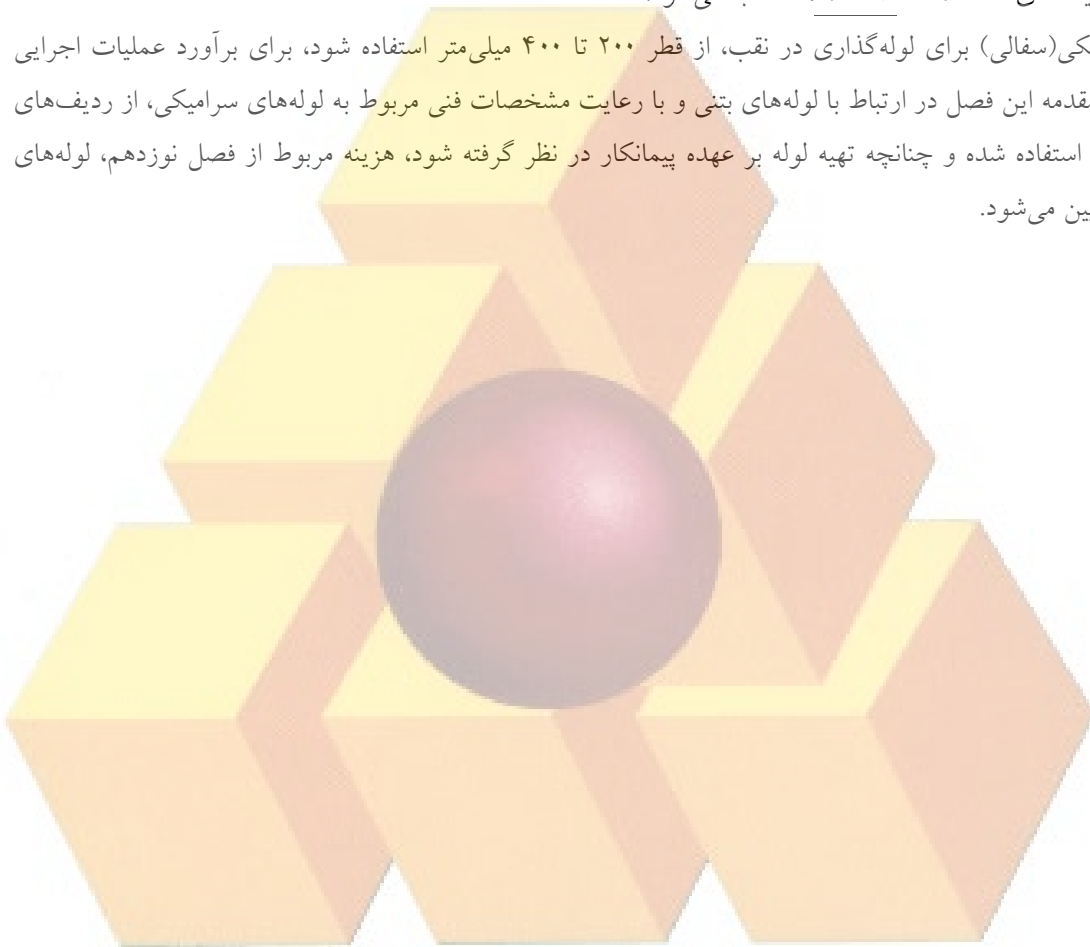 کی(سفالی) برای لوله‌گذاری در نقب، از قطر ۲۰۰ تا ۴۰۰ میلی‌متر استفاده شود، برای برآورد عملیات اجرایی
قدمه این فصل در ارتباط با لوله‌های بتنی و با رعایت مشخصات فنی مربوط به لوله‌های سرامیکی، از ردیف‌های
استفاده شده و چنانچه تهیه لوله بر عهده پیمانکار در نظر گرفته شود، هزینه مربوط از فصل نوزدهم، لوله‌های
ین می‌شود.